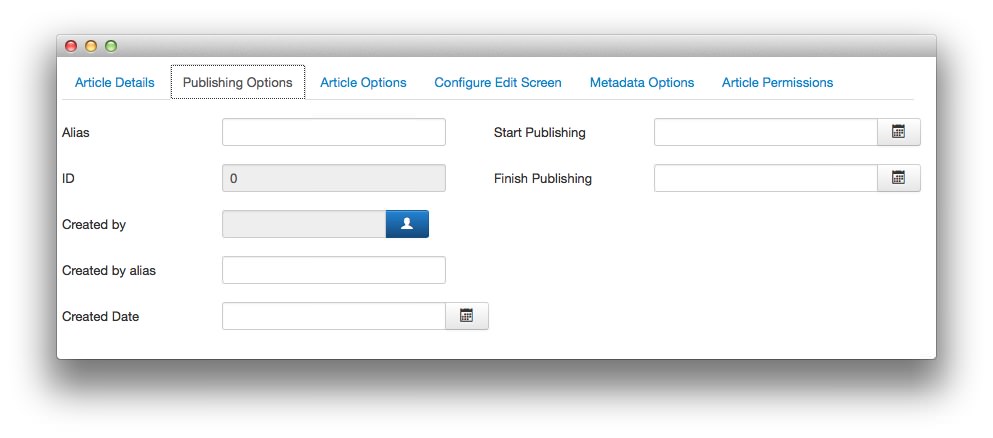 Article Details Publishing Options Article Options Configure Edit Screen Metadata Options Article Permissions
Alias Start Publishing
ID 0 Finish Publishing
Created by
Created by alias
Created Date